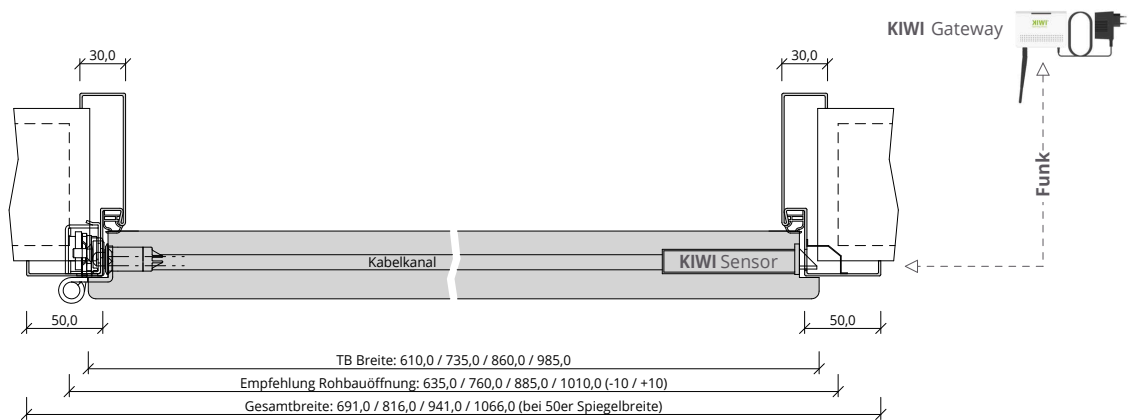 KIWI Gateway
KIWI
30,0
30,0
Funk
Kabelkanal
KIWI Sensor
50,0
50,0
TB Breite: 610,0 / 735,0 / 860,0 / 985,0
Empfehlung Rohbauöffnung: 635,0 / 760,0 / 885,0 / 1010,0 (-10 / +10)
Gesamtbreite: 691,0 / 816,0 / 941,0 / 1066,0 (bei 50er Spiegelbreite)